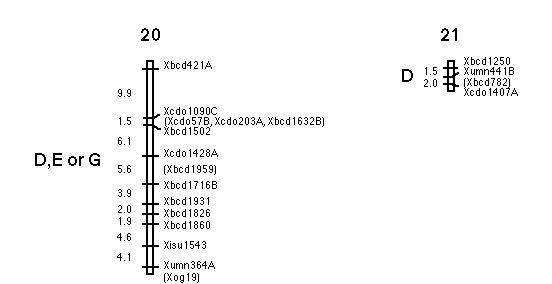 20
Xbcd421A
9.9
Xcdo1090C
1.5
(Xcdo57B, Xcdo203A, Xbcd1632B)
Xbcd1502
6.1
Xcdo1428A
D,E or G
5.6
(Xbcd1959)
Xbcd1716B
3.9
Xbcd1931
2.0
Xbcd1826
1.9
Xbcd1860
4.6
Xisu1543
4.1
Xumn364A
(Xog19)
21
Xbcd1250
D
1.5
Xumn441B
2.0
(Xbcd782)
Xcdo1407A